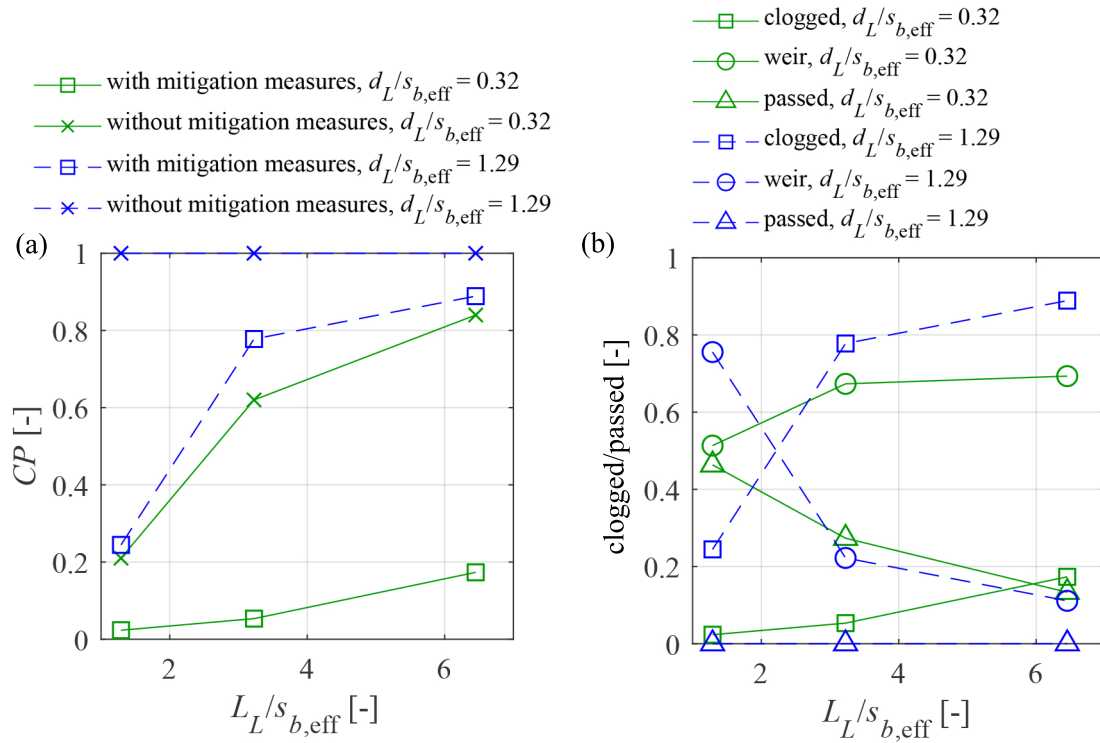 with mitigation measures, d_L/s_b,eff = 0.32
without mitigation measures, d_L/s_b,eff = 0.32
with mitigation measures, d_L/s_b,eff = 1.29
without mitigation measures, d_L/s_b,eff = 1.29
(a)
CP [-]
1
0.8
0.6
0.4
0.2
0
2
4
6
L_L/s_b,eff [-]
clogged, d_L/s_b,eff = 0.32
weir, d_L/s_b,eff = 0.32
passed, d_L/s_b,eff = 0.32
clogged, d_L/s_b,eff = 1.29
weir, d_L/s_b,eff = 1.29
passed, d_L/s_b,eff = 1.29
(b)
clogged/passed [-]
1
0.8
0.6
0.4
0.2
0
2
4
6
L_L/s_b,eff [-]